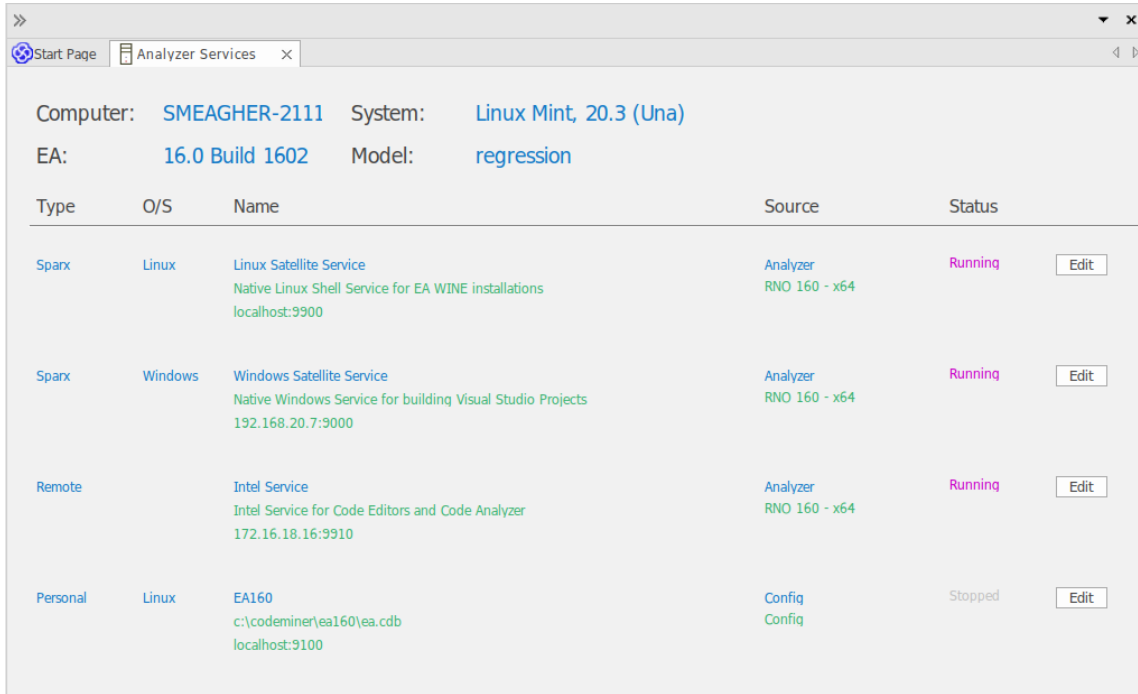 Start Page Analyzer Services
Computer: SMEAGHER-2111 System: Linux Mint, 20.3 (Una)
EA: 16.0 Build 1602 Model: regression
Type O/S Name Source Status
Sparx Linux Linux Satellite Service Analyzer Running Edit
Native Linux Shell Service for EA WINE installations RNO 160 - x64
localhost:9900
Sparx Windows Windows Satellite Service Analyzer Running Edit
Native Windows Service for building Visual Studio Projects RNO 160 - x64
192.168.20.7:9000
Remote Intel Service Analyzer Running Edit
Intel Service for Code Editors and Code Analyzer RNO 160 - x64
172.16.18.16:9910
Personal Linux EA160 Config Stopped Edit
c:\codeminer\ea160\ea.cdb Config
localhost:9100